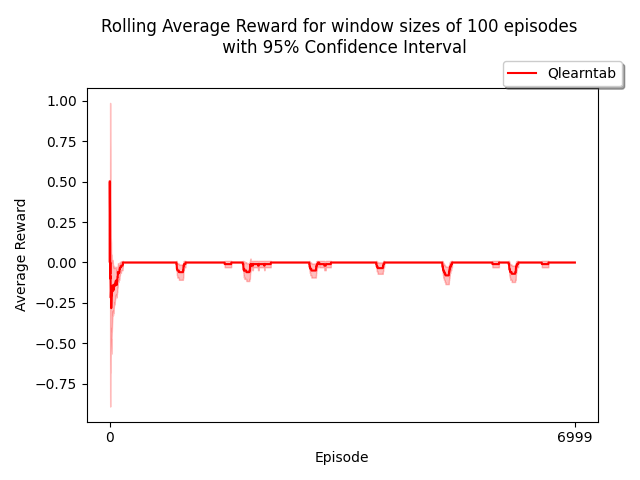 Rolling Average Reward for window sizes of 100 episodes
with 95% Confidence Interval
Qlearntab
1.00
0.75
0.50
0.25
0.00
−0.25
−0.50
−0.75
Average Reward
0
6999
Episode